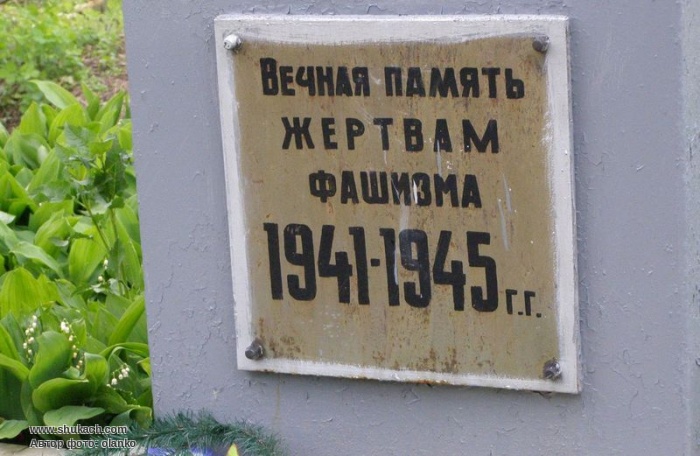 Вечная память
жертвам
фашизма
1941-1945 г.г.
www.shukach.com
Автор фото: olanko